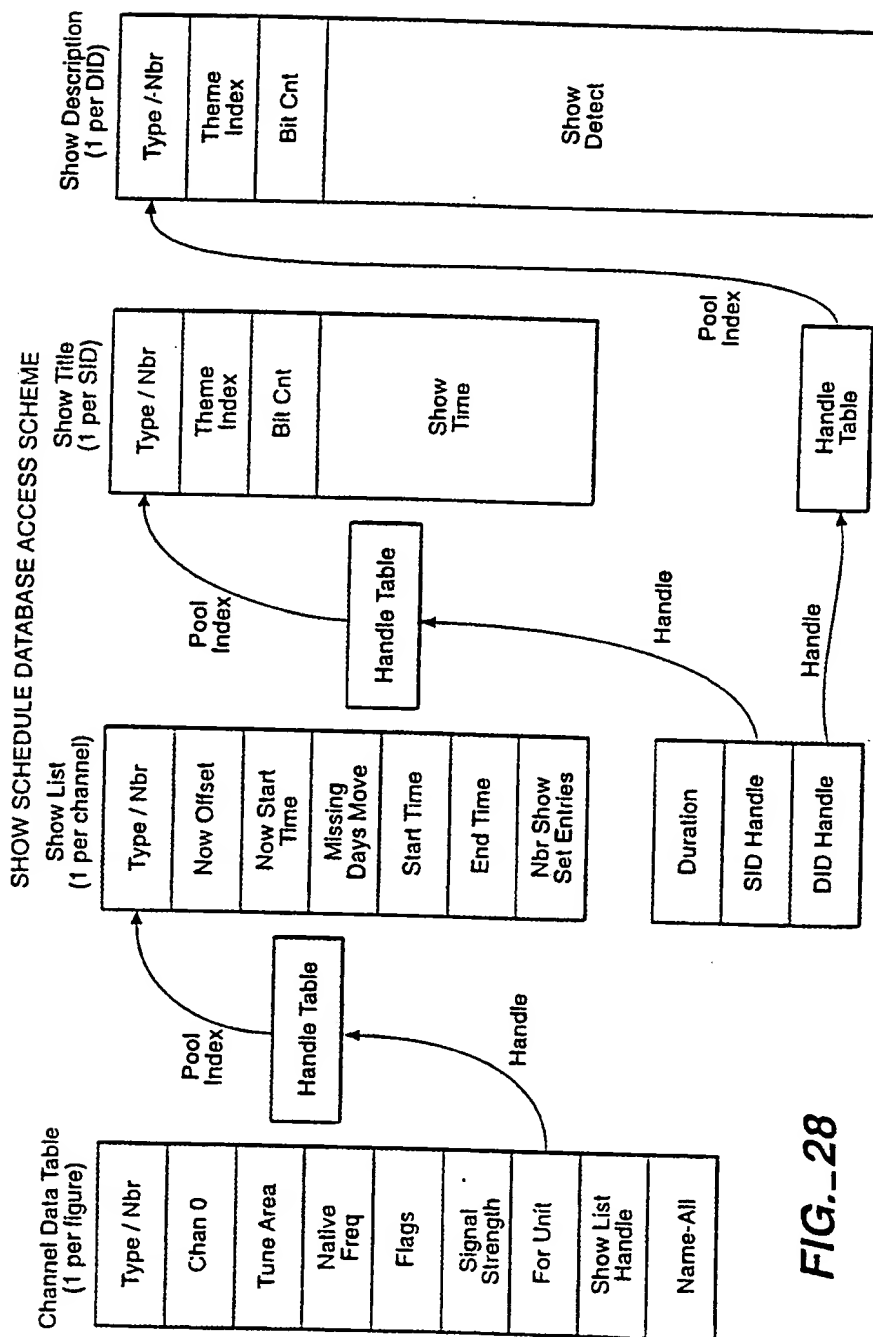 SHOW SCHEDULE DATABASE ACCESS SCHEME
Channel Data Table
(1 per figure)
Type / Nbr
Chan 0
Tune Area
Native
Freq
Flags
Signal
Strength
For Unit
Show List
Handle
Name-All
Handle
Handle Table
Pool
Index
Show List
(1 per channel)
Type / Nbr
Now Offset
Now Start
Time
Missing
Days Move
Start Time
End Time
Nbr Show
Set Entries
Duration
SID Handle
DID Handle
Handle
Handle Table
Pool
Index
Show Title
(1 per SID)
Type / Nbr
Theme
Index
Bit Cnt
Show
Time
Handle
Handle
Table
Pool
Index
Show Description
(1 per DID)
Type /-Nbr
Theme
Index
Bit Cnt
Show
Detect
FIG._28